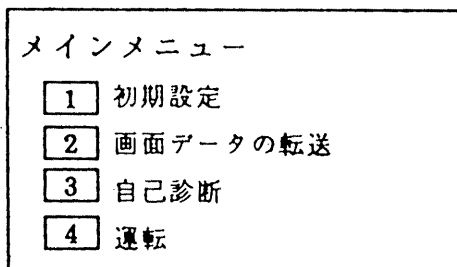 メインメニュー
1 初期設定
2 画面データの転送
3 自己診断
4 運転